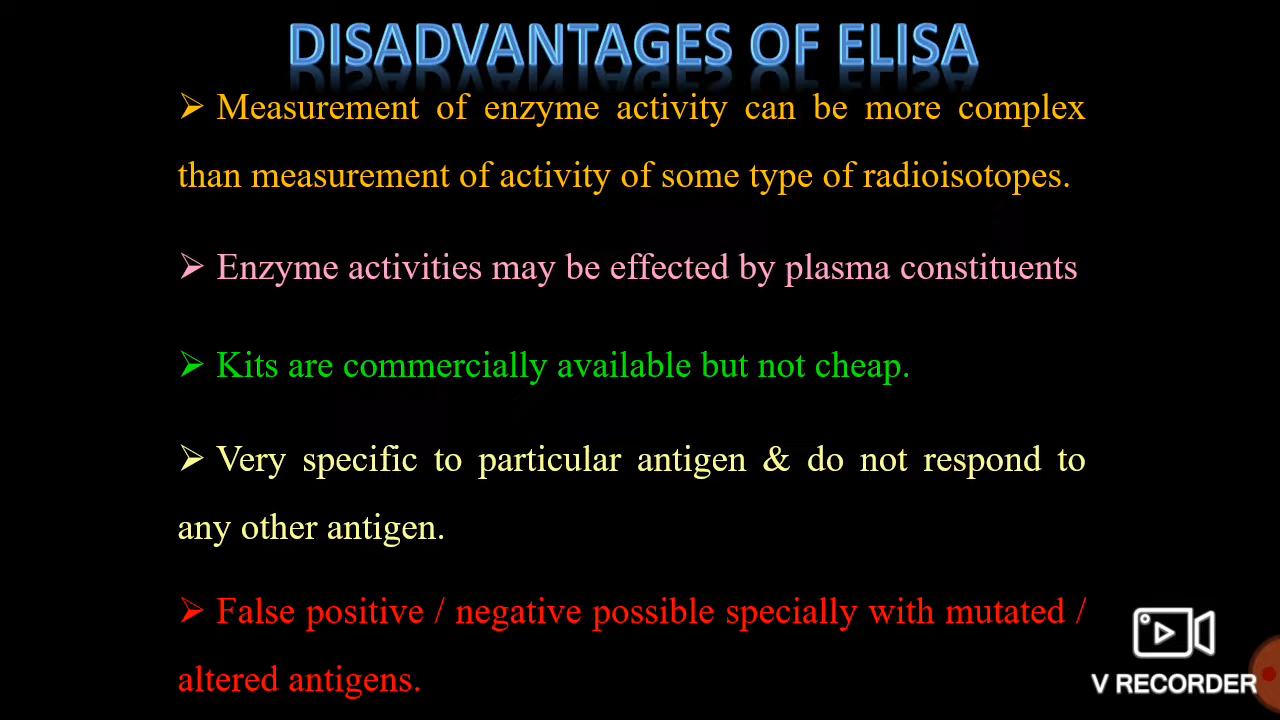 DISADVANTAGES OF ELISA
➢ Measurement of enzyme activity can be more complex
than measurement of activity of some type of radioisotopes.
➢ Enzyme activities may be effected by plasma constituents
➢ Kits are commercially available but not cheap.
➢ Very specific to particular antigen & do not respond to
any other antigen.
➢ False positive / negative possible specially with mutated /
altered antigens.
V RECORDER